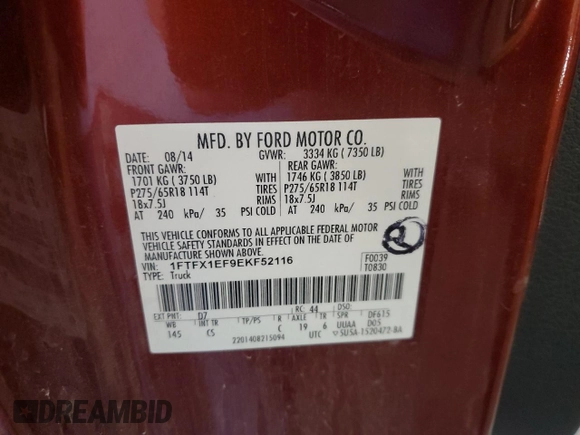 MFD. BY FORD MOTOR CO.
DATE: 08/14 GVWR: 3334 KG ( 7350 LB)
FRONT GAWR: REAR GAWR:
1701 KG ( 3750 LB) 1746 KG ( 3850 LB)
P275/65R18 114T TIRES P275/65R18 114T TIRES
18x7.5J RIMS 18x7.5J RIMS
AT 240 kPa/ 35 PSI COLD AT 240 kPa/ 35 PSI COLD
THIS VEHICLE CONFORMS TO ALL APPLICABLE FEDERAL MOTOR
VEHICLE SAFETY STANDARDS IN EFFECT ON THE DATE OF
MANUFACTURE SHOWN ABOVE.
VIN: 1FTFX1EF9EKF52116 F0039
TYPE: Truck T0830
EXT PNT: D7 RC: 44 DSO:
WB INT TR TP/PS R AXLE TR SPR DF615
145 CS C 19 6 UUAA D05
2201408215094 UTC 5U5A-1520472-BA
DREAMBID